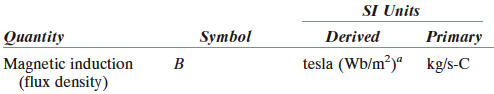 SI Units
Quantity Symbol Derived Primary
Magnetic induction B tesla (Wb/m²)ᵃ kg/s-C
(flux density)